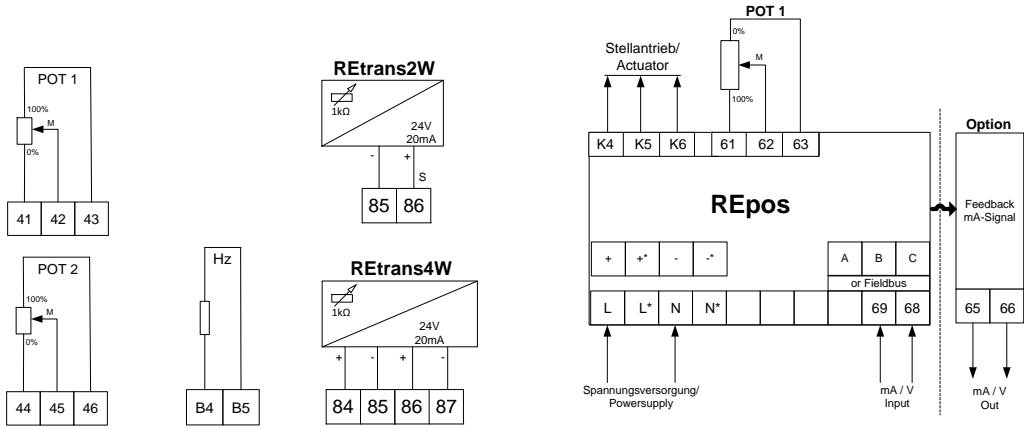 POT 1
100%
M
0%
41 42 43
POT 2
100%
M
0%
44 45 46
Hz
B4 B5
REtrans2W
1kΩ
24V
20mA
- +
S
85 86
REtrans4W
1kΩ
24V
20mA
+ - + -
84 85 86 87
POT 1
0%
M
100%
Stellantrieb/
Actuator
K4 K5 K6 61 62 63
REpos
+ +* - -*
A B C
or Fieldbus
L L* N N* 69 68
Spannungsversorgung/
Powersupply
mA / V
Input
Option
Feedback
mA-Signal
65 66
mA / V
Out